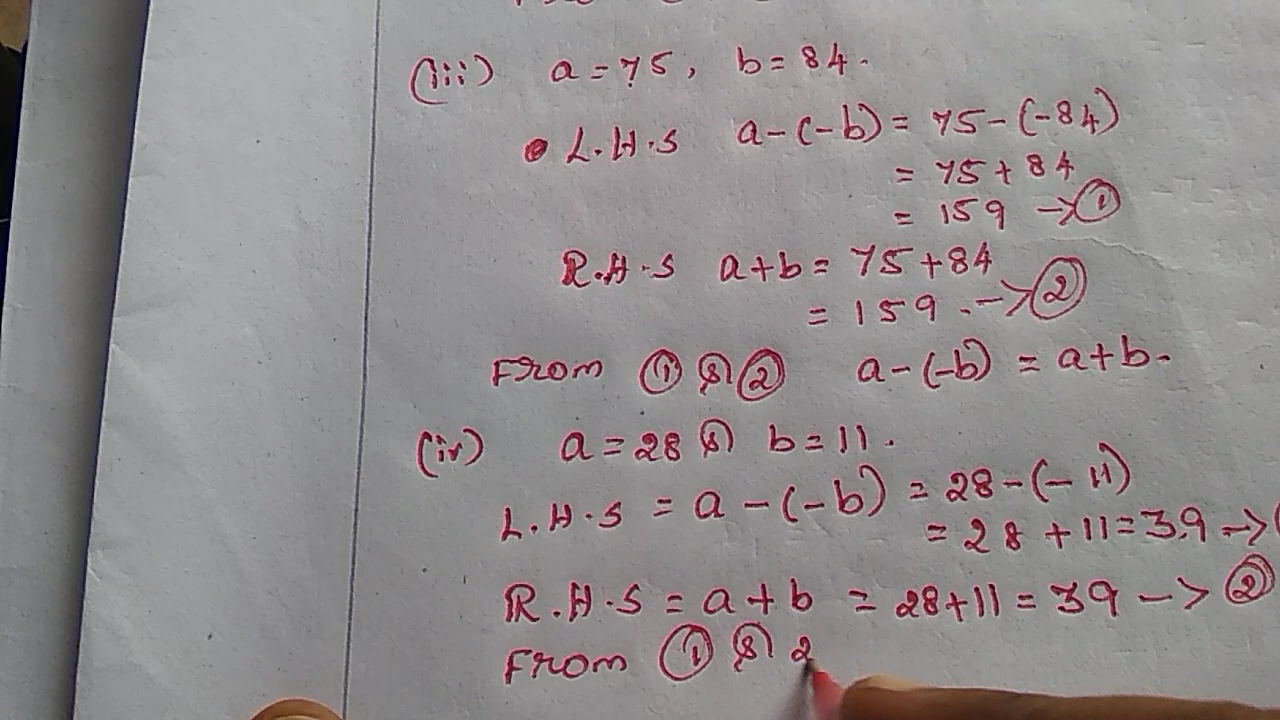 (iii) a = 75, b = 84.
L.H.S a-(-b) = 75-(-84)
= 75 + 84
= 159 → ①
R.H.S a+b = 75+84
= 159. → ②
From ① & ② a-(-b) = a+b.
(iv) a = 28 & b = 11.
L.H.S = a-(-b) = 28-(-11)
= 28 + 11 = 39 →
R.H.S = a+b = 28+11 = 39 → ②
From ① & 2